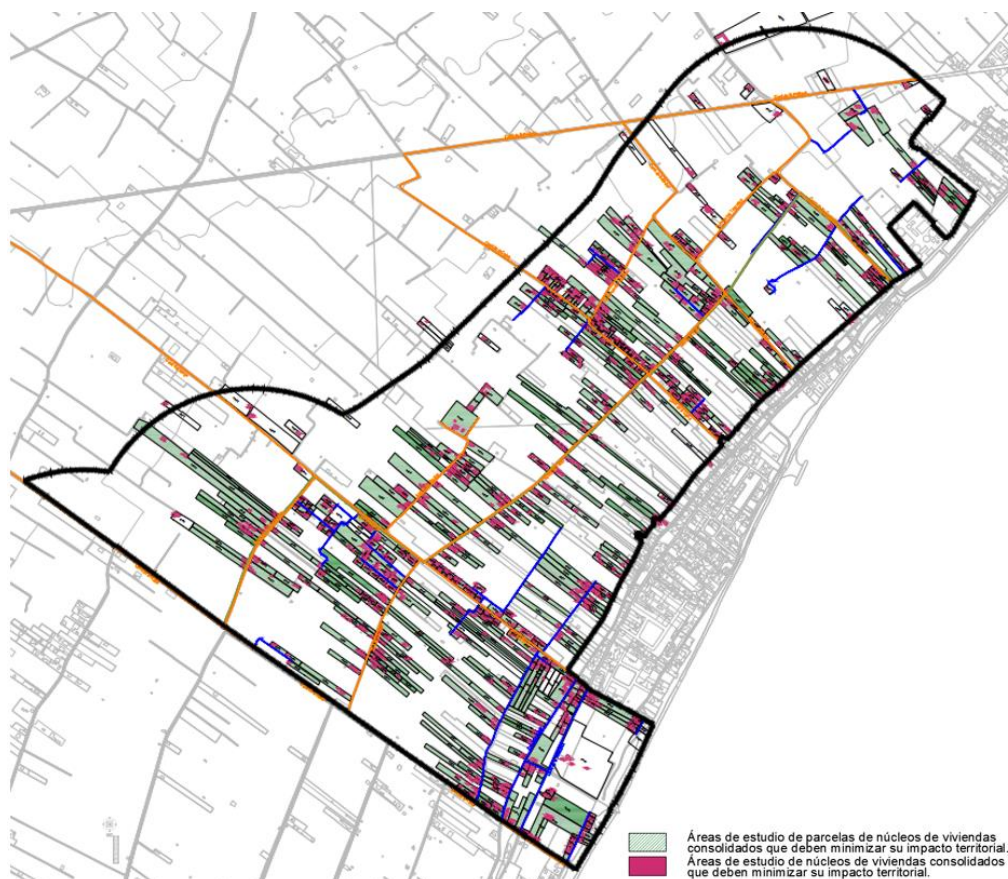 Áreas de estudio de parcelas de núcleos de viviendas
consolidados que deben minimizar su impacto territorial.
Áreas de estudio de núcleos de viviendas consolidados
que deben minimizar su impacto territorial.